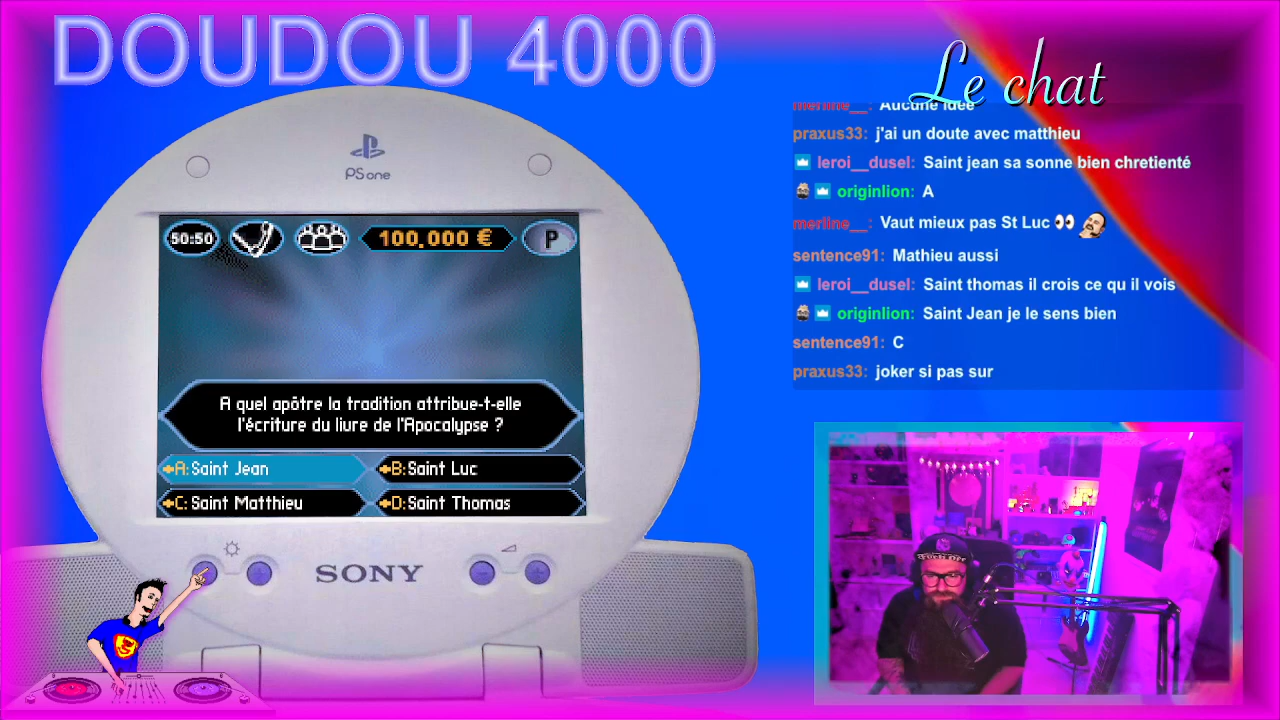 DOUDOU 4000
Le chat
merline__: Aucune idée
praxus33: j'ai un doute avec matthieu
leroi__dusel: Saint jean sa sonne bien chretienté
originlion: A
merline__: Vaut mieux pas St Luc
sentence91: Mathieu aussi
leroi__dusel: Saint thomas il crois ce qu il vois
originlion: Saint Jean je le sens bien
sentence91: C
praxus33: joker si pas sur
PS one
50:50
100.000 €
P
A quel apôtre la tradition attribue-t-elle
l'écriture du livre de l'Apocalypse ?
A: Saint Jean
B: Saint Luc
C: Saint Matthieu
D: Saint Thomas
SONY
S